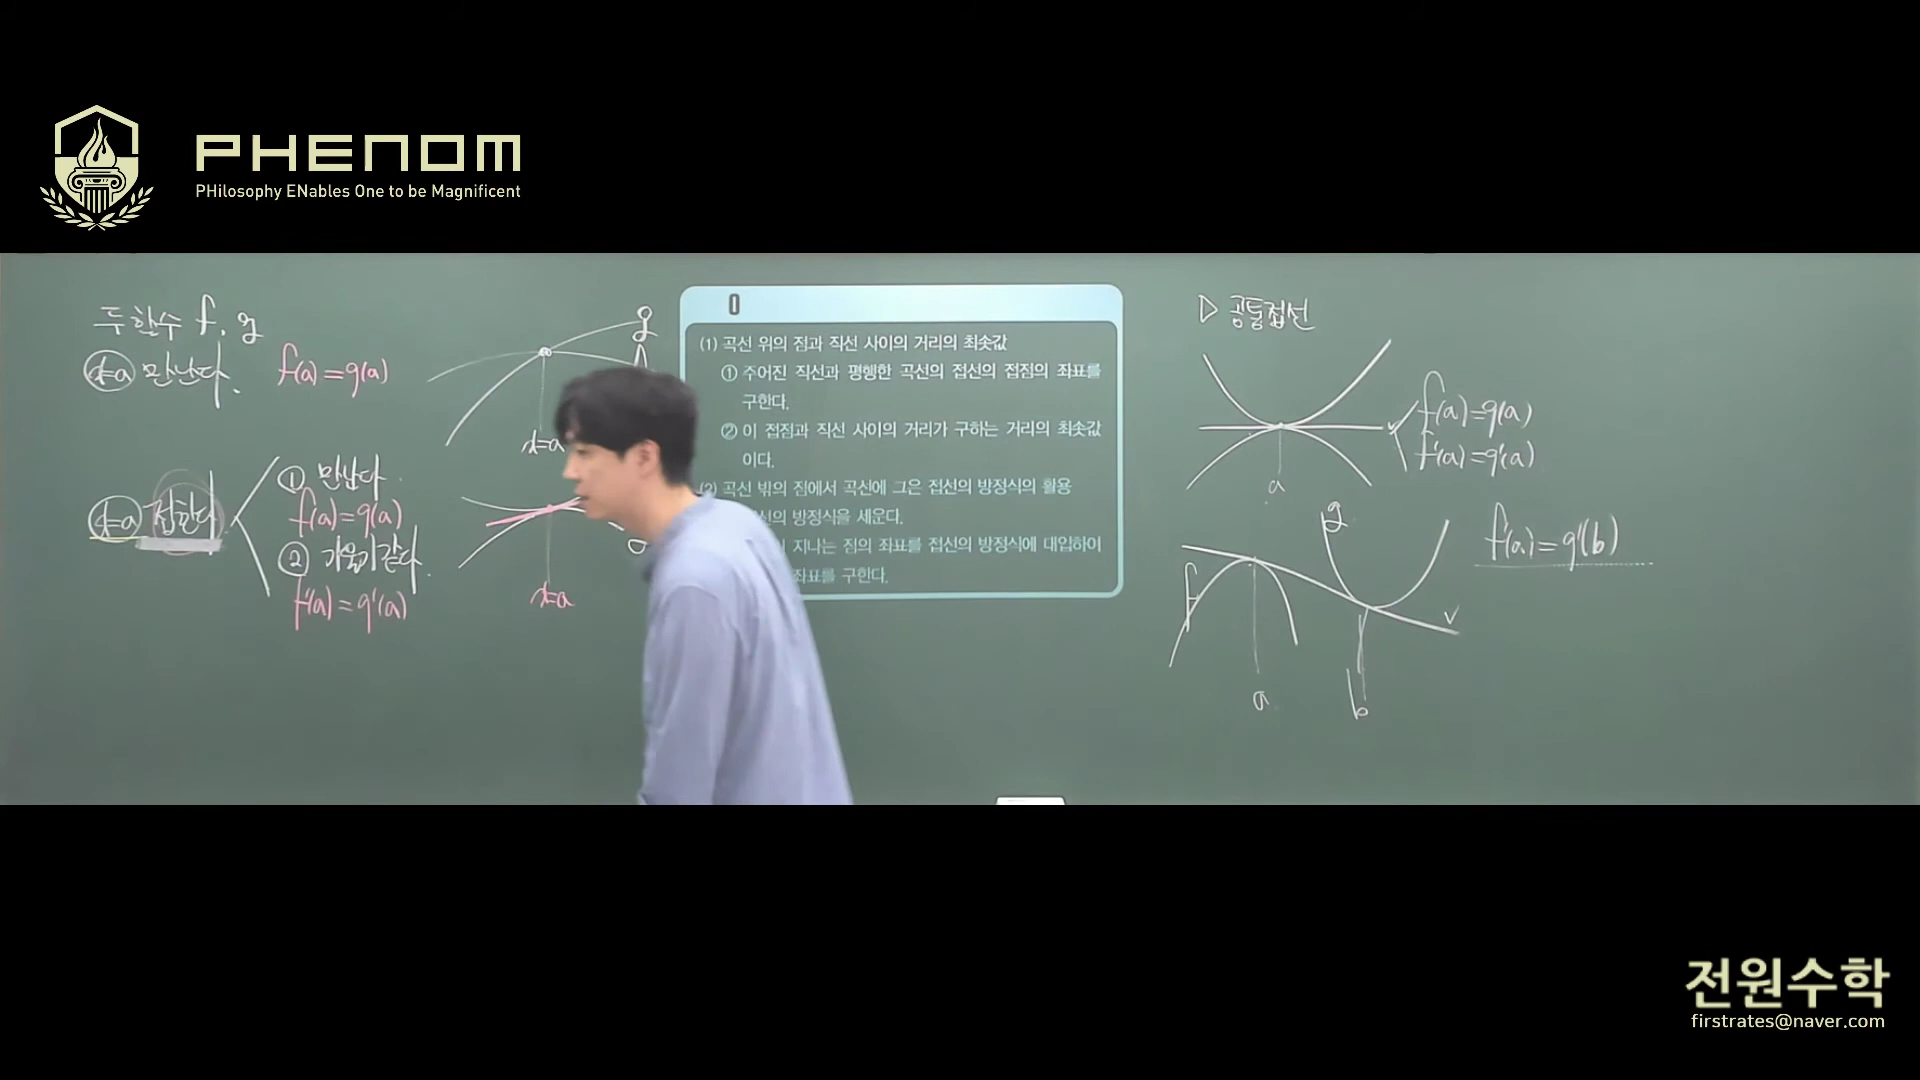 PHENOM
PHilosophy ENables One to be Magnificent
두 함수 f, g
x=a 만난다. f(a)=g(a)
g
x=a
x=a 접한다
① 만난다.
f(a)=g(a)
② 기울기같다.
f'(a)=g'(a)
x=a
(1) 곡선 위의 점과 직선 사이의 거리의 최솟값
① 주어진 직선과 평행한 곡선의 접선의 접점의 좌표를
구한다.
② 이 접점과 직선 사이의 거리가 구하는 거리의 최솟값
이다.
(2) 곡선 밖의 점에서 곡선에 그은 접선의 방정식의 활용
의 방정식을 세운다.
지나는 점의 좌표를 접선의 방정식에 대입하여
좌표를 구한다.
▷ 공통접선
f(a)=g(a)
f'(a)=g'(a)
a
g
f
f'(a)=g'(b)
a
b
전원수학
firstrates@naver.com